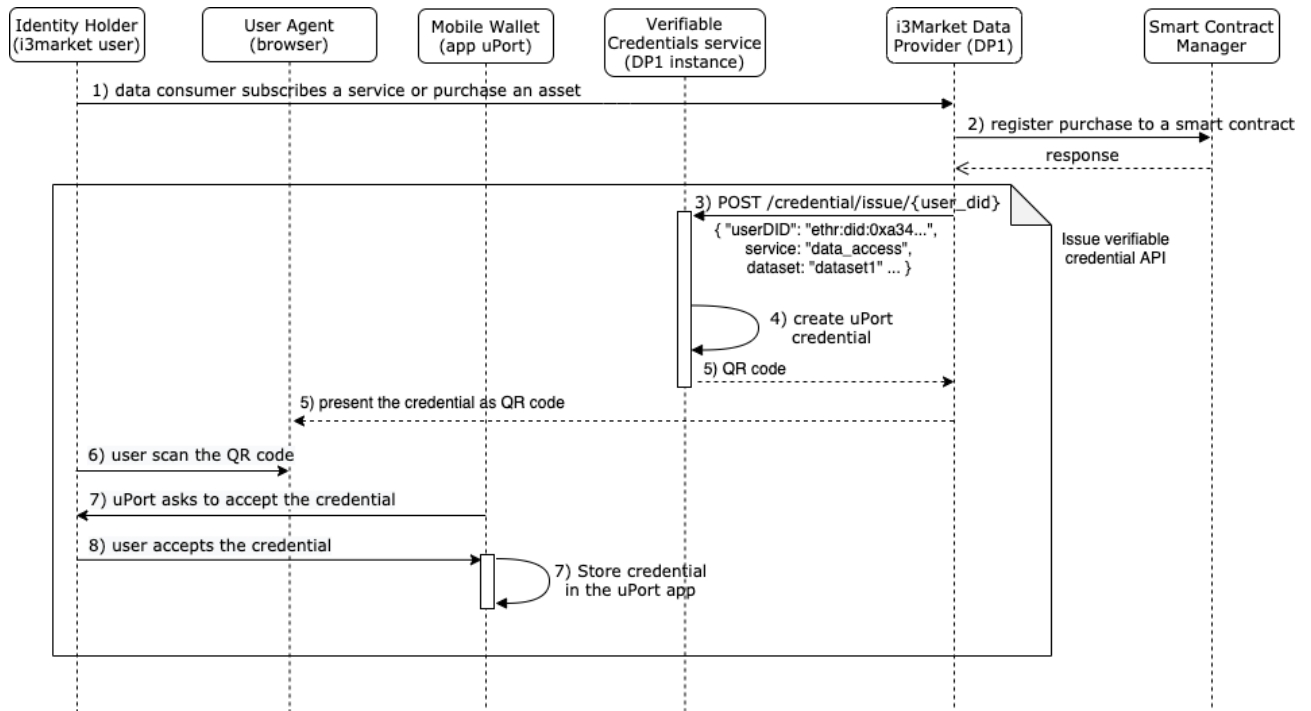 Identity Holder
(i3market user)
User Agent
(browser)
Mobile Wallet
(app uPort)
Verifiable
Credentials service
(DP1 instance)
i3Market Data
Provider (DP1)
Smart Contract
Manager
1) data consumer subscribes a service or purchase an asset
2) register purchase to a smart contract
response
3) POST /credential/issue/{user_did}
{ "userDID": "ethr:did:0xa34...",
service: "data_access",
dataset: "dataset1" ... }
Issue verifiable
credential API
4) create uPort
credential
5) QR code
5) present the credential as QR code
6) user scan the QR code
7) uPort asks to accept the credential
8) user accepts the credential
7) Store credential
in the uPort app